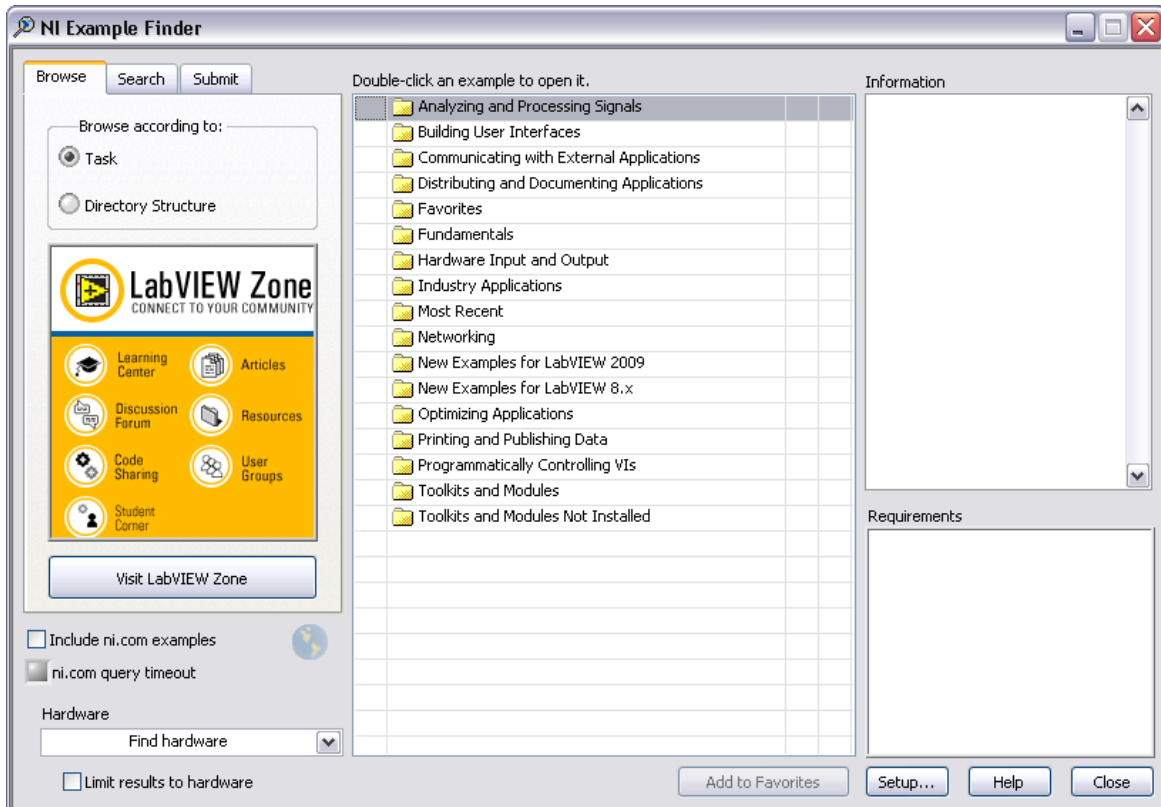 NI Example Finder
Browse
Search
Submit
Browse according to:
Task
Directory Structure
LabVIEW Zone
CONNECT TO YOUR COMMUNITY
Learning
Center
Articles
Discussion
Forum
Resources
Code
Sharing
User
Groups
Student
Corner
Visit LabVIEW Zone
Include ni.com examples
ni.com query timeout
Hardware
Find hardware
Limit results to hardware
Double-click an example to open it.
Analyzing and Processing Signals
Building User Interfaces
Communicating with External Applications
Distributing and Documenting Applications
Favorites
Fundamentals
Hardware Input and Output
Industry Applications
Most Recent
Networking
New Examples for LabVIEW 2009
New Examples for LabVIEW 8.x
Optimizing Applications
Printing and Publishing Data
Programmatically Controlling VIs
Toolkits and Modules
Toolkits and Modules Not Installed
Add to Favorites
Information
Requirements
Setup...
Help
Close